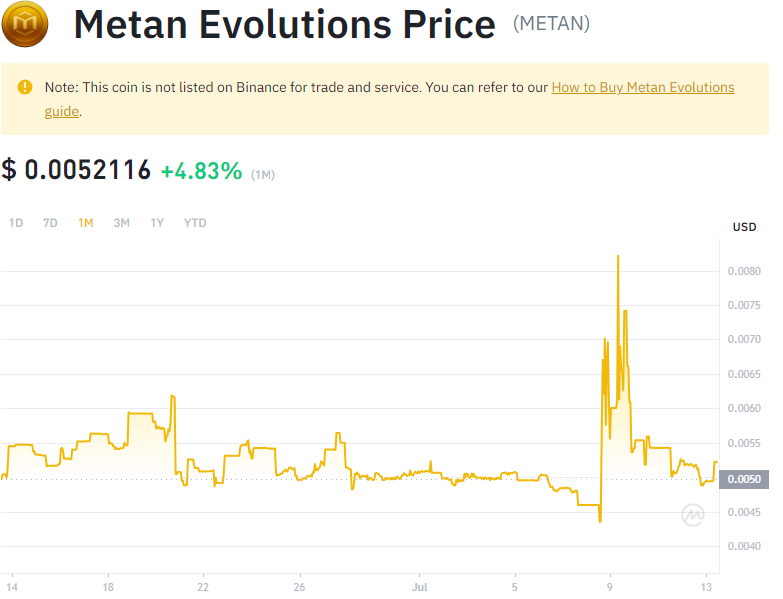 Metan Evolutions Price (METAN)
Note: This coin is not listed on Binance for trade and service. You can refer to our How to Buy Metan Evolutions
guide.
$ 0.0052116 +4.83% (1M)
1D 7D 1M 3M 1Y YTD
USD
0.0080
0.0075
0.0070
0.0065
0.0060
0.0055
0.0050
0.0045
0.0040
14 18 22 26 Jul 5 9 13